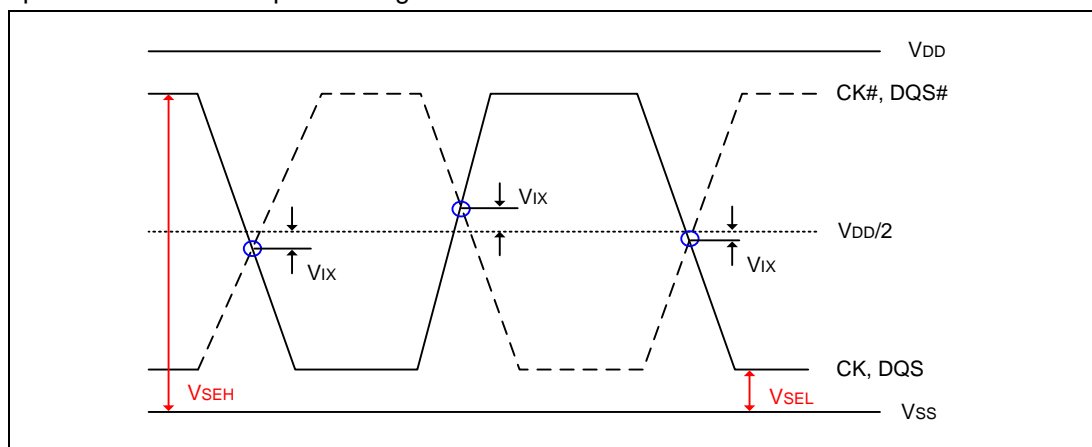 VDD
CK#, DQS#
VIX
VDD/2
VIX
VIX
CK, DQS
VSEH
VSEL
VSS